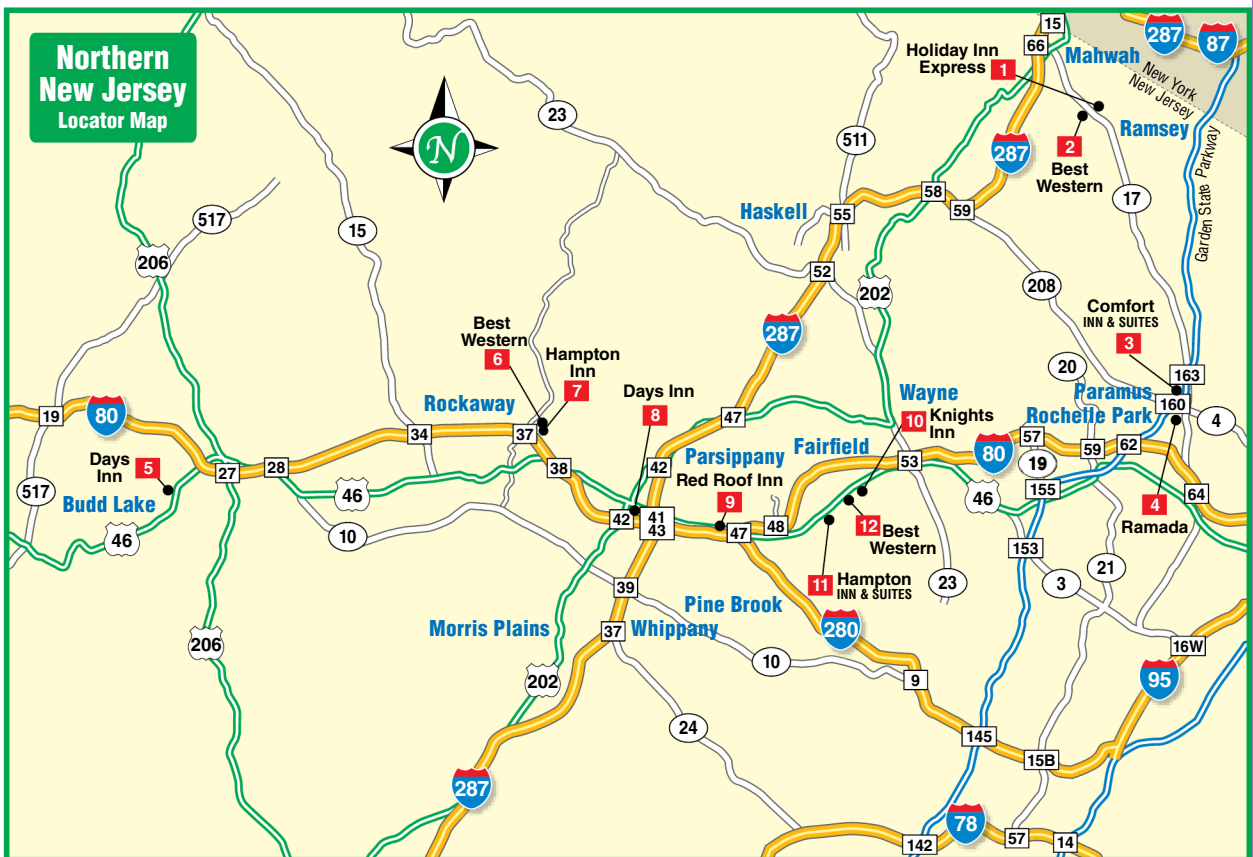 Northern
New Jersey
Locator Map
N
15
66
Mahwah
287
87
New York
New Jersey
Garden State Parkway
Holiday Inn
Express
1
Ramsey
2
Best
Western
23
511
287
58
59
17
Haskell
55
517
15
206
52
202
208
287
Comfort
INN & SUITES
3
163
20
Paramus
160
Rochelle Park
4
Best
Western
6
Hampton
Inn
7
Rockaway
Days Inn
8
Wayne
10
Knights
Inn
19
80
34
37
47
Fairfield
53
80
57
59
62
19
155
64
4
Ramada
Days
Inn
5
Budd Lake
517
27
28
38
42
Parsippany
Red Roof Inn
9
46
46
46
10
42
41
43
47
48
12
Best
Western
11
Hampton
INN & SUITES
23
153
3
21
39
Pine Brook
280
Morris Plains
37
Whippany
206
202
10
9
16W
95
24
145
15B
287
78
142
57
14